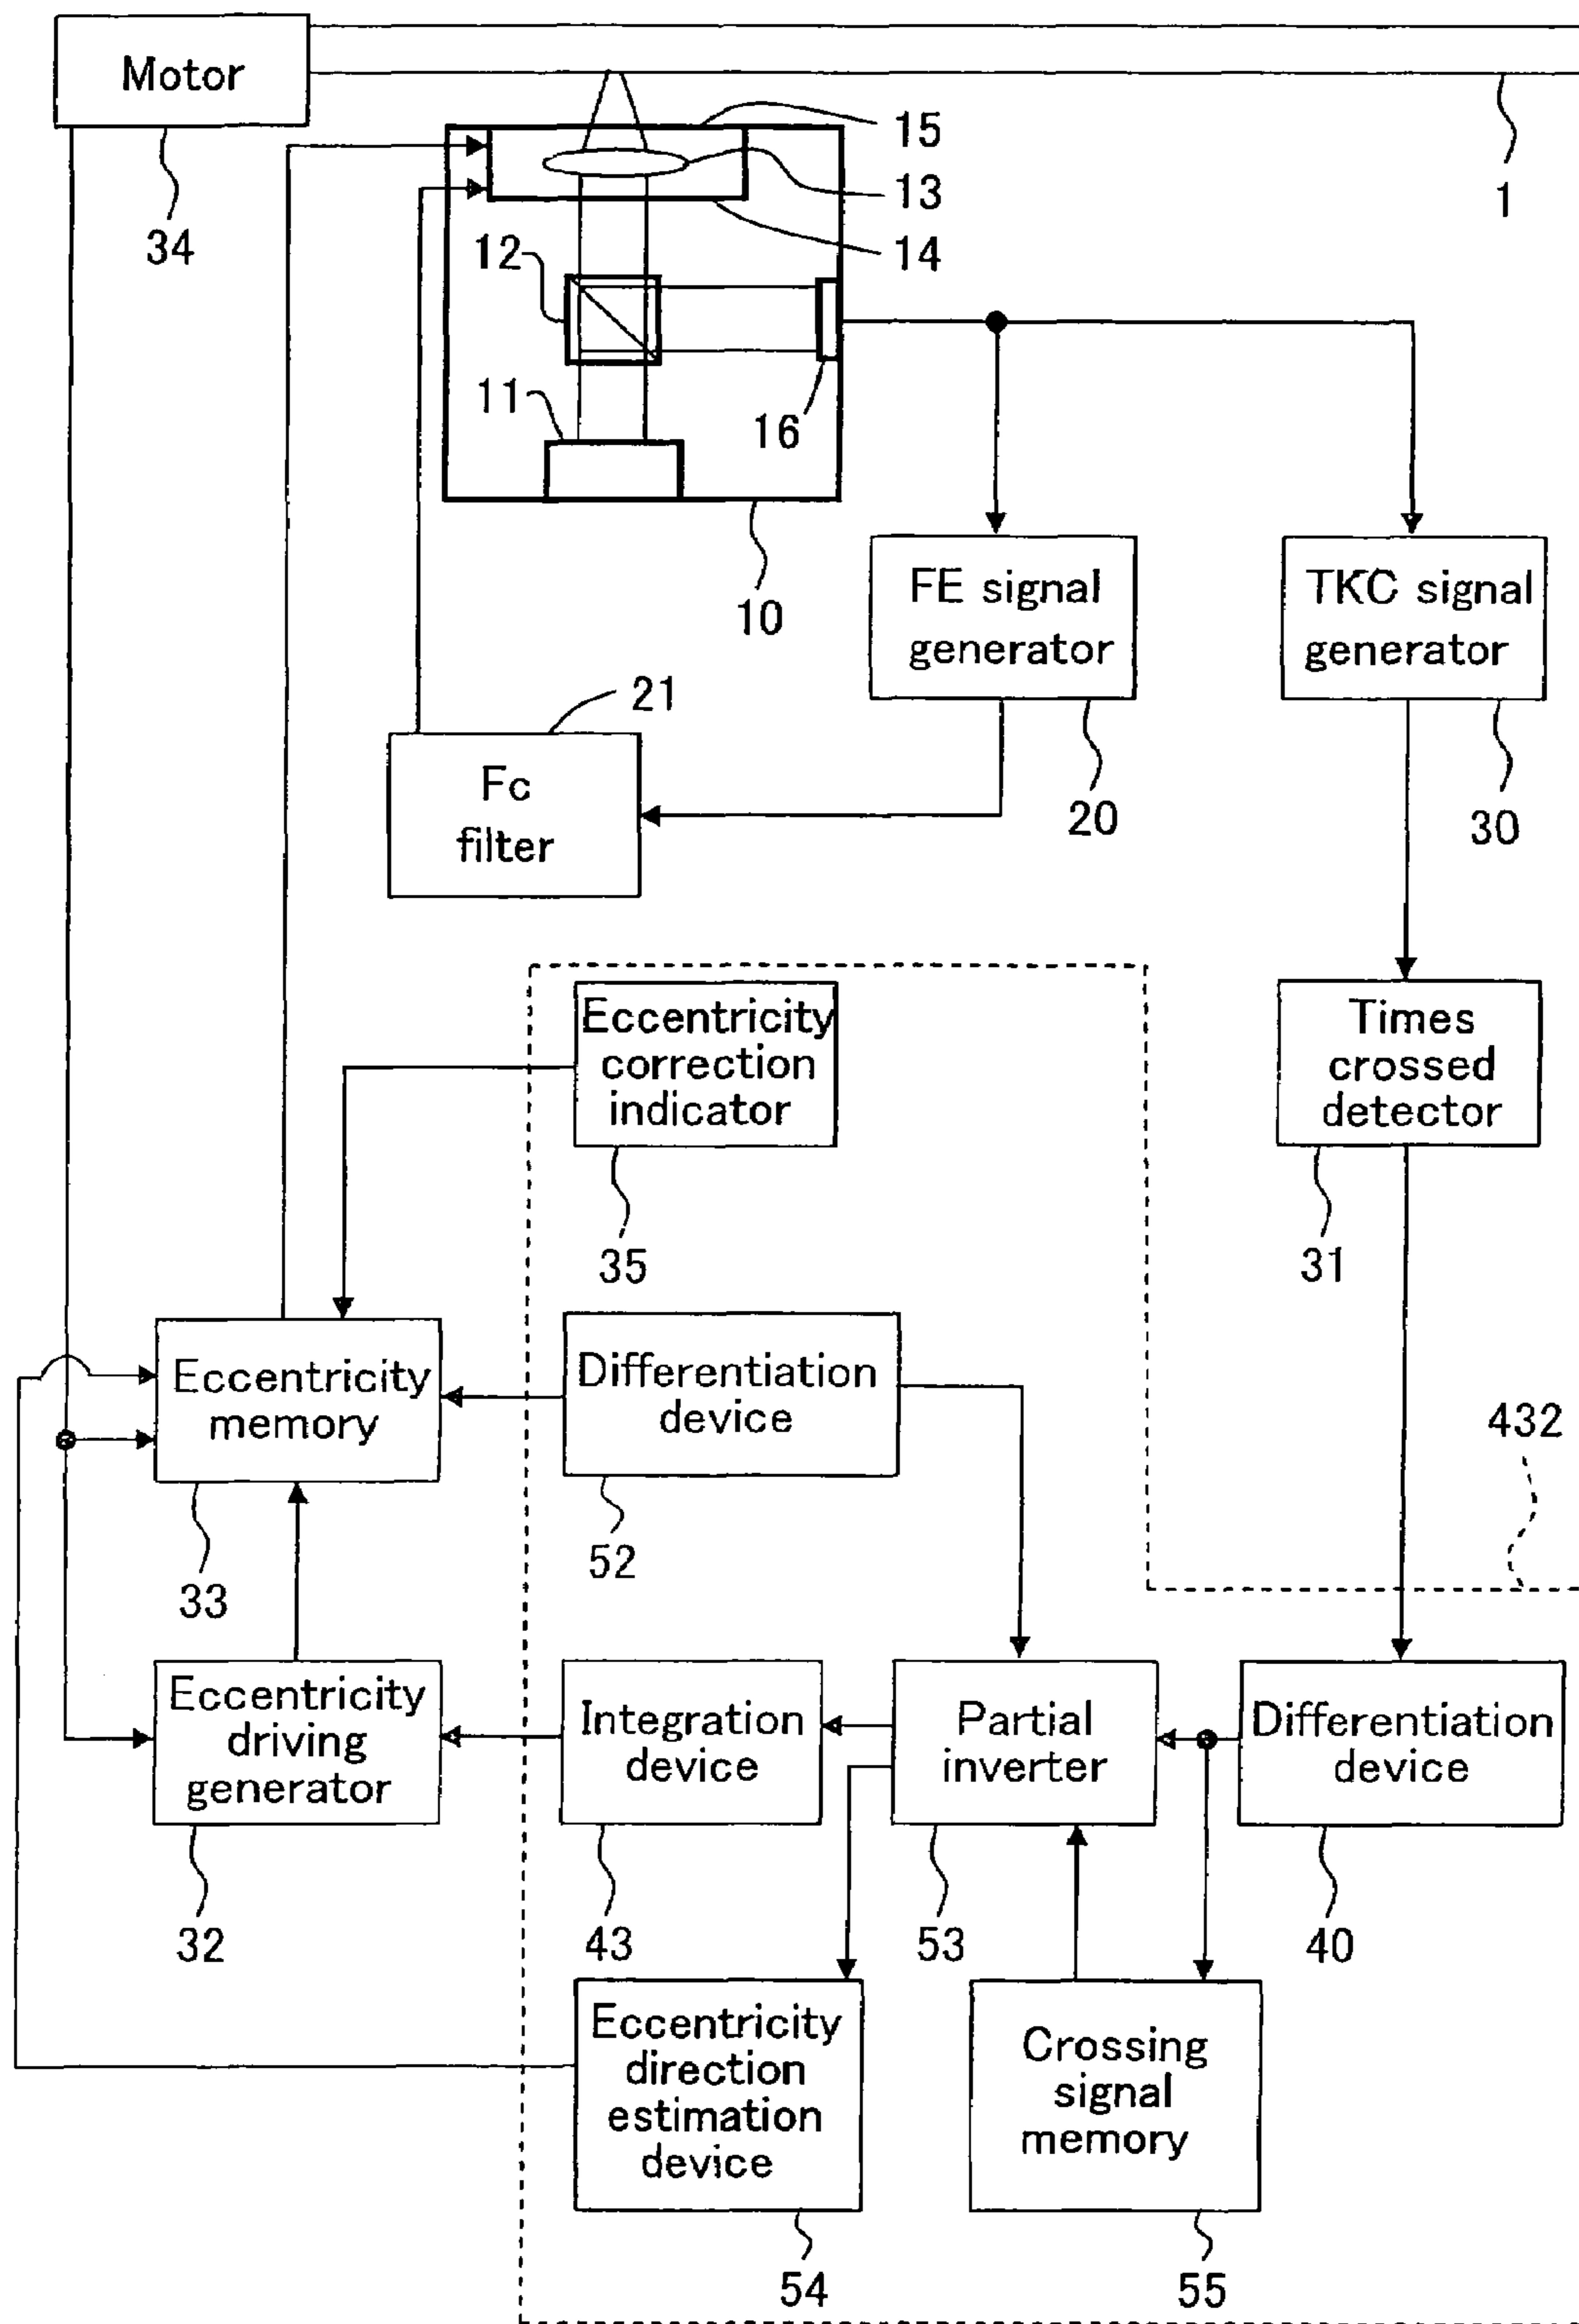 Motor
34
1
15
13
14
12
11
16
10
FE signal
generator
20
TKC signal
generator
30
21
Fc
filter
Eccentricity
correction
indicator
35
Times
crossed
detector
31
Eccentricity
memory
33
Differentiation
device
52
432
Eccentricity
driving
generator
32
Integration
device
43
Partial
inverter
53
Differentiation
device
40
Eccentricity
direction
estimation
device
54
Crossing
signal
memory
55